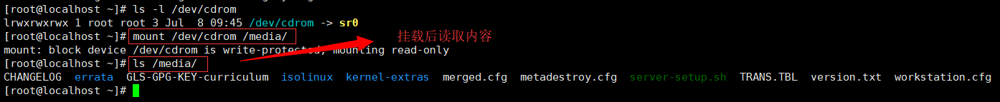 [root@localhost ~]# ls -l /dev/cdrom
lrwxrwxrwx 1 root root 3 Jul  8 09:45 /dev/cdrom -> sr0
[root@localhost ~]# mount /dev/cdrom /media/
挂载后读取内容
mount: block device /dev/cdrom is write-protected, mounting read-only
[root@localhost ~]# ls /media/
CHANGELOG  errata  GLS-GPG-KEY-curriculum  isolinux  kernel-extras  merged.cfg  metadestroy.cfg  server-setup.sh  TRANS.TBL  version.txt  workstation.cfg
[root@localhost ~]#